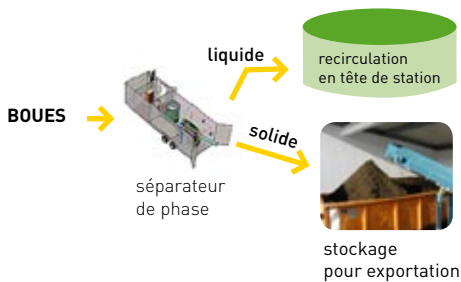 BOUES
séparateur
de phase
liquide
recirculation
en tête de station
solide
stockage
pour exportation